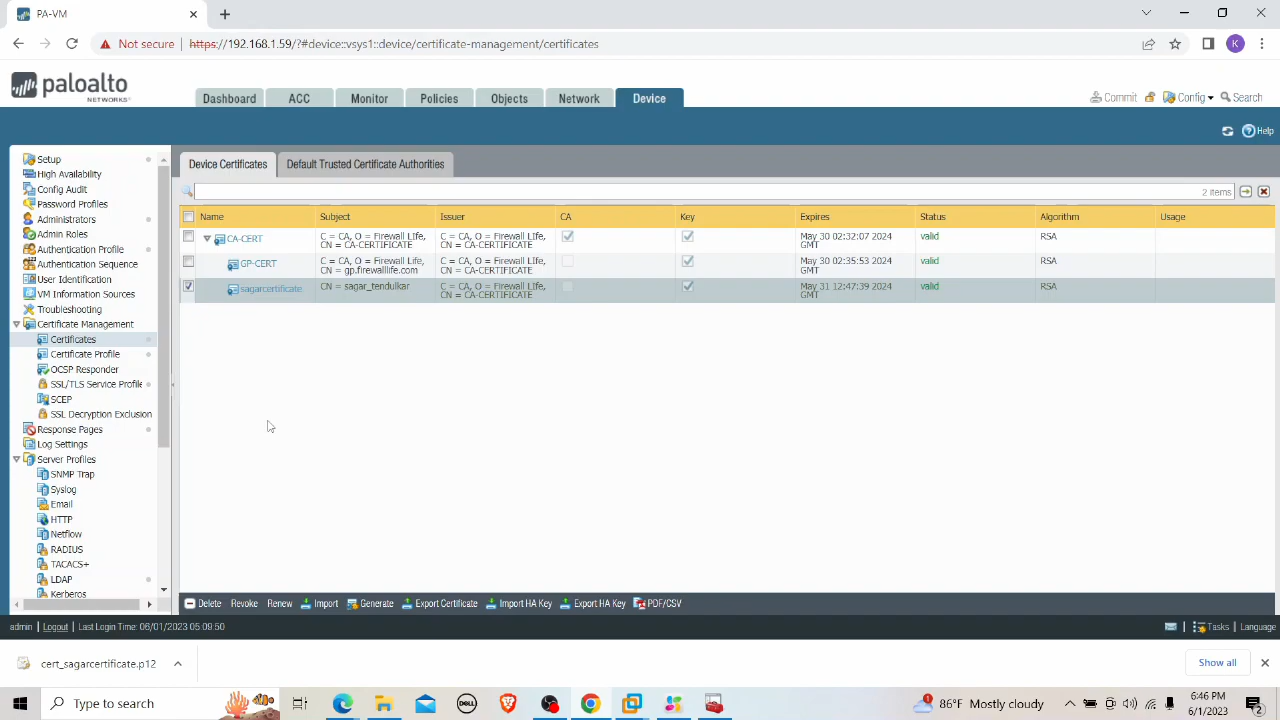 PA-VM
Not secure | https://192.168.1.59/?#device::vsys1::device/certificate-management/certificates
K
paloalto
NETWORKS
Dashboard ACC Monitor Policies Objects Network Device
Commit Config Search
Help
Setup
High Availability
Config Audit
Password Profiles
Administrators
Admin Roles
Authentication Profile
Authentication Sequence
User Identification
VM Information Sources
Troubleshooting
Certificate Management
Certificates
Certificate Profile
OCSP Responder
SSL/TLS Service Profile
SCEP
SSL Decryption Exclusion
Response Pages
Log Settings
Server Profiles
SNMP Trap
Syslog
Email
HTTP
Netflow
RADIUS
TACACS+
LDAP
Kerberos
Device Certificates Default Trusted Certificate Authorities
2 items
Name Subject Issuer CA Key Expires Status Algorithm Usage
CA-CERT C = CA, O = Firewall LIfe, CN = CA-CERTIFICATE C = CA, O = Firewall LIfe, CN = CA-CERTIFICATE May 30 02:32:07 2024 GMT valid RSA
GP-CERT C = CA, O = Firewall Life, CN = gp.firewalllife.com C = CA, O = Firewall LIfe, CN = CA-CERTIFICATE May 30 02:35:53 2024 GMT valid RSA
sagarcertificate CN = sagar_tendulkar C = CA, O = Firewall LIfe, CN = CA-CERTIFICATE May 31 12:47:39 2024 GMT valid RSA
Delete Revoke Renew Import Generate Export Certificate Import HA Key Export HA Key PDF/CSV
admin | Logout | Last Login Time: 06/01/2023 05:09:50
Tasks | Language
cert_sagarcertificate.p12
Show all
Type here to search
DELL
86°F Mostly cloudy
6:46 PM
6/1/2023
2